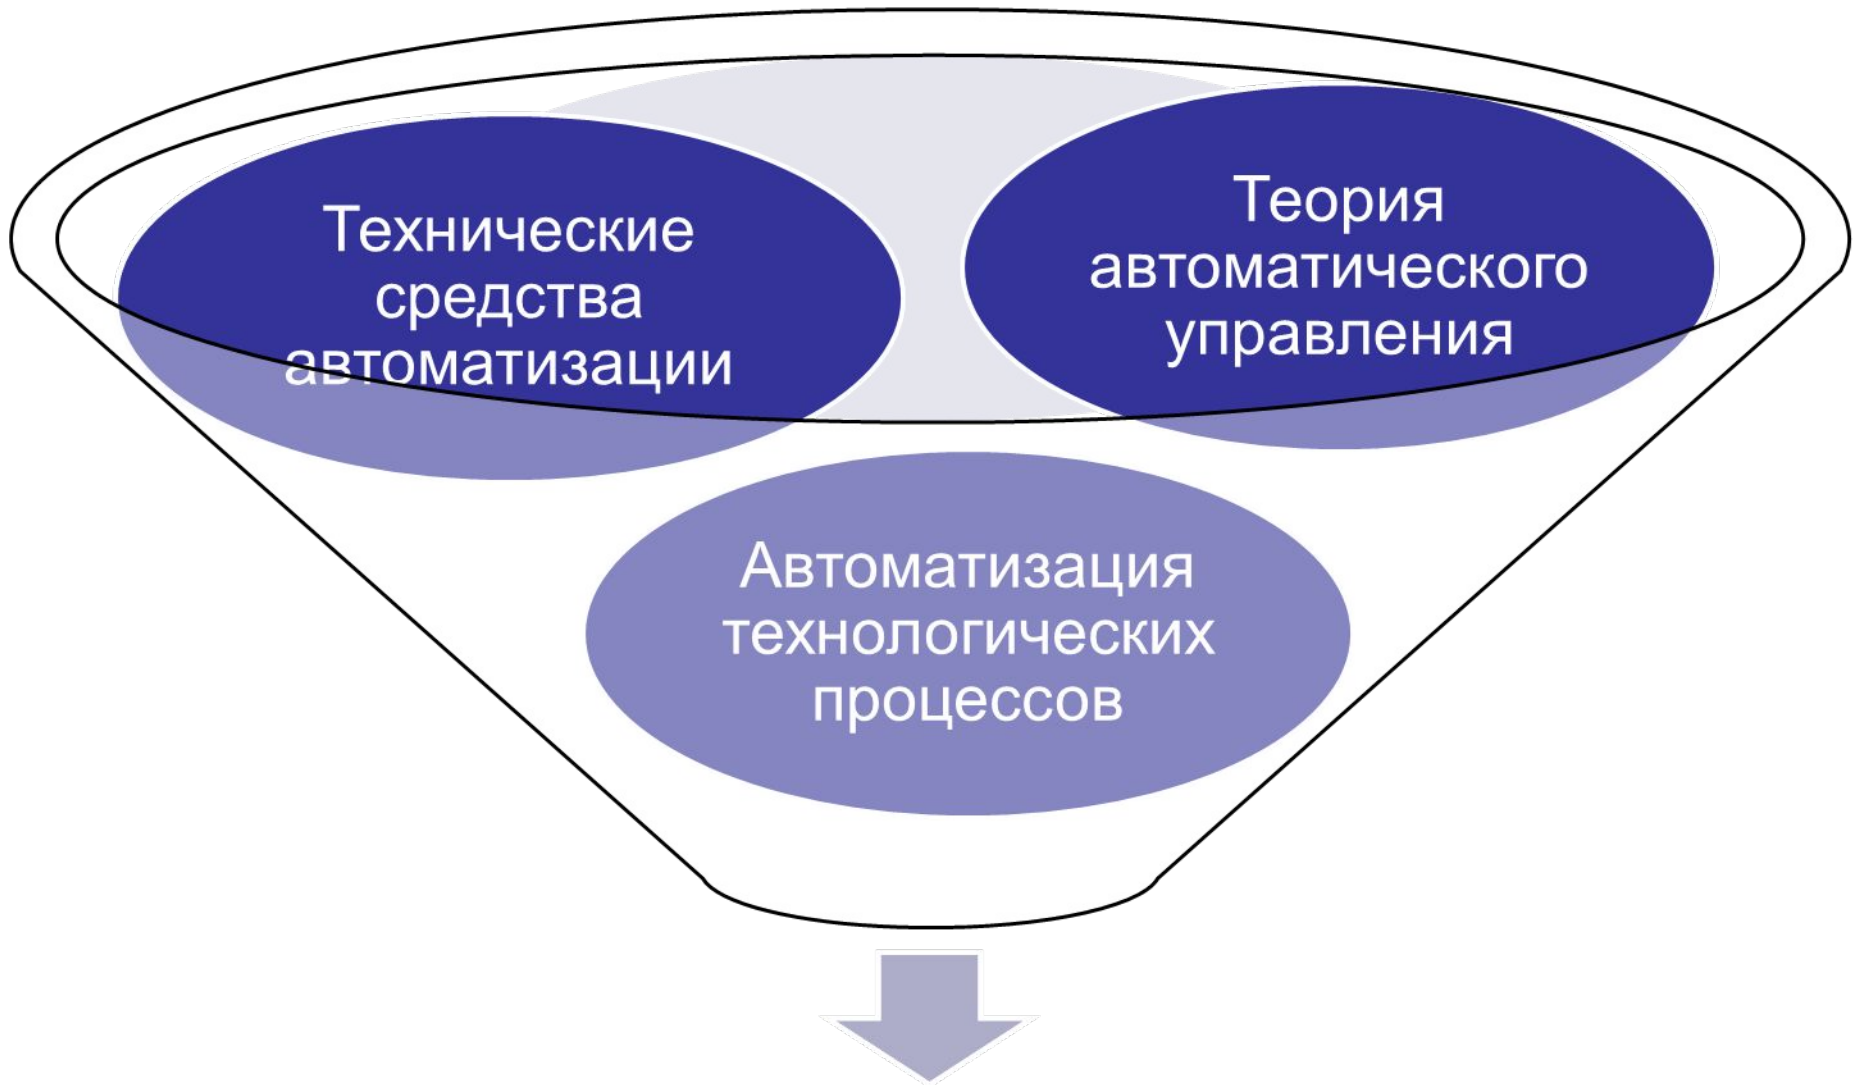 Технические
средства
автоматизации
Теория
автоматического
управления
Автоматизация
технологических
процессов